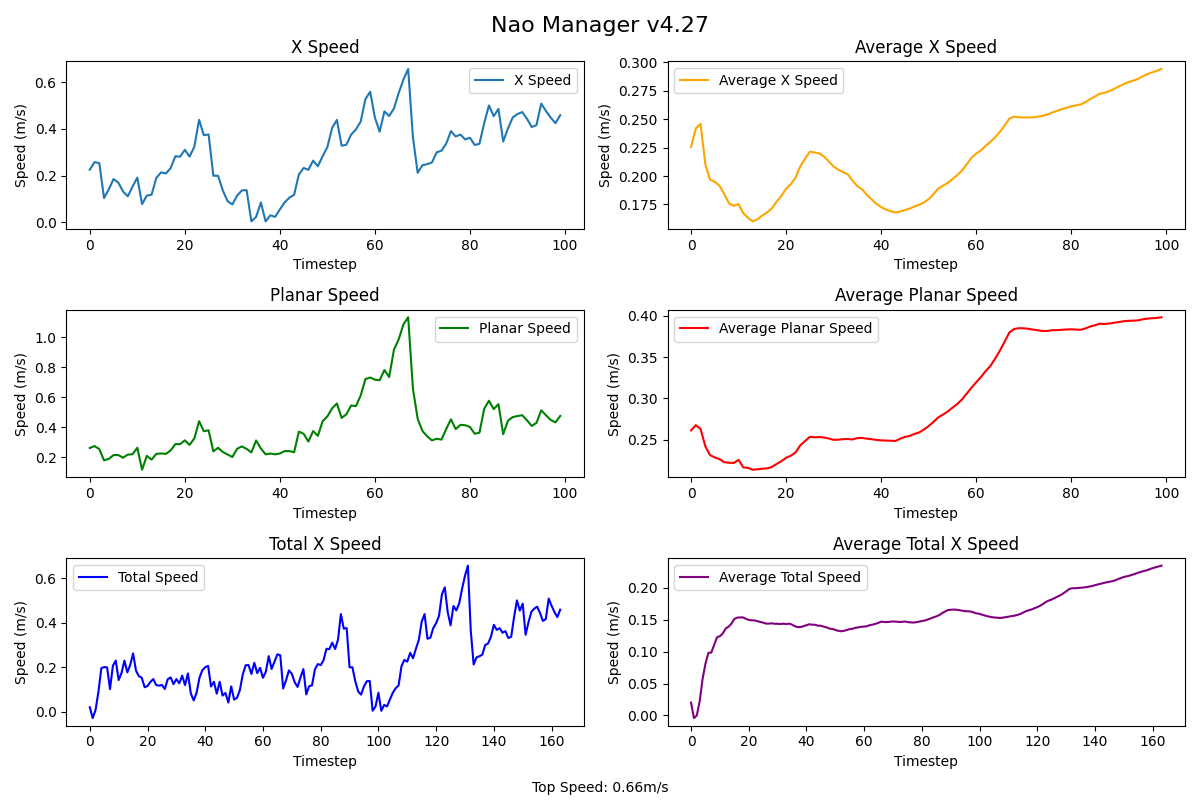 Nao Manager v4.27
X Speed
Speed (m/s)
0.6
0.4
0.2
0.0
X Speed
0 20 40 60 80 100
Timestep
Average X Speed
Speed (m/s)
0.300
0.275
0.250
0.225
0.200
0.175
Average X Speed
0 20 40 60 80 100
Timestep
Planar Speed
Speed (m/s)
1.0
0.8
0.6
0.4
0.2
Planar Speed
0 20 40 60 80 100
Timestep
Average Planar Speed
Speed (m/s)
0.40
0.35
0.30
0.25
Average Planar Speed
0 20 40 60 80 100
Timestep
Total X Speed
Speed (m/s)
0.6
0.4
0.2
0.0
Total Speed
0 20 40 60 80 100 120 140 160
Timestep
Average Total X Speed
Speed (m/s)
0.20
0.15
0.10
0.05
0.00
Average Total Speed
0 20 40 60 80 100 120 140 160
Timestep
Top Speed: 0.66m/s